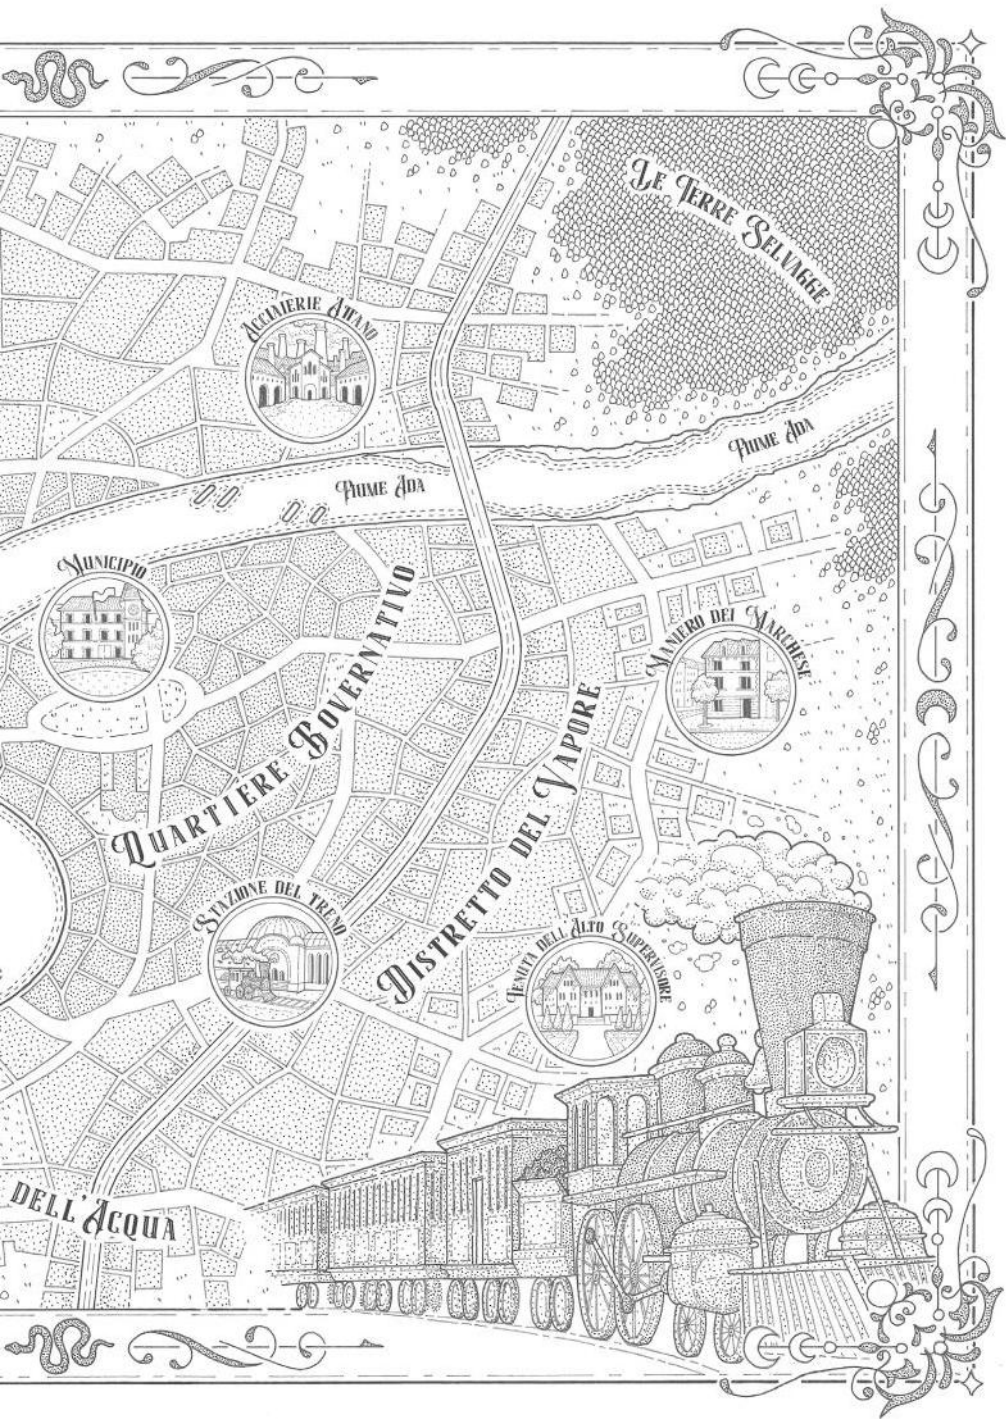 Le Terre Selvagge
Acciaierie Attano
Fiume Ada
Fiume Ada
Municipio
Quartiere Governativo
Maniero dei Marchese
Distretto del Vapore
Stazione del treno
Tenuta dell'Alto Supervisore
dell'Acqua